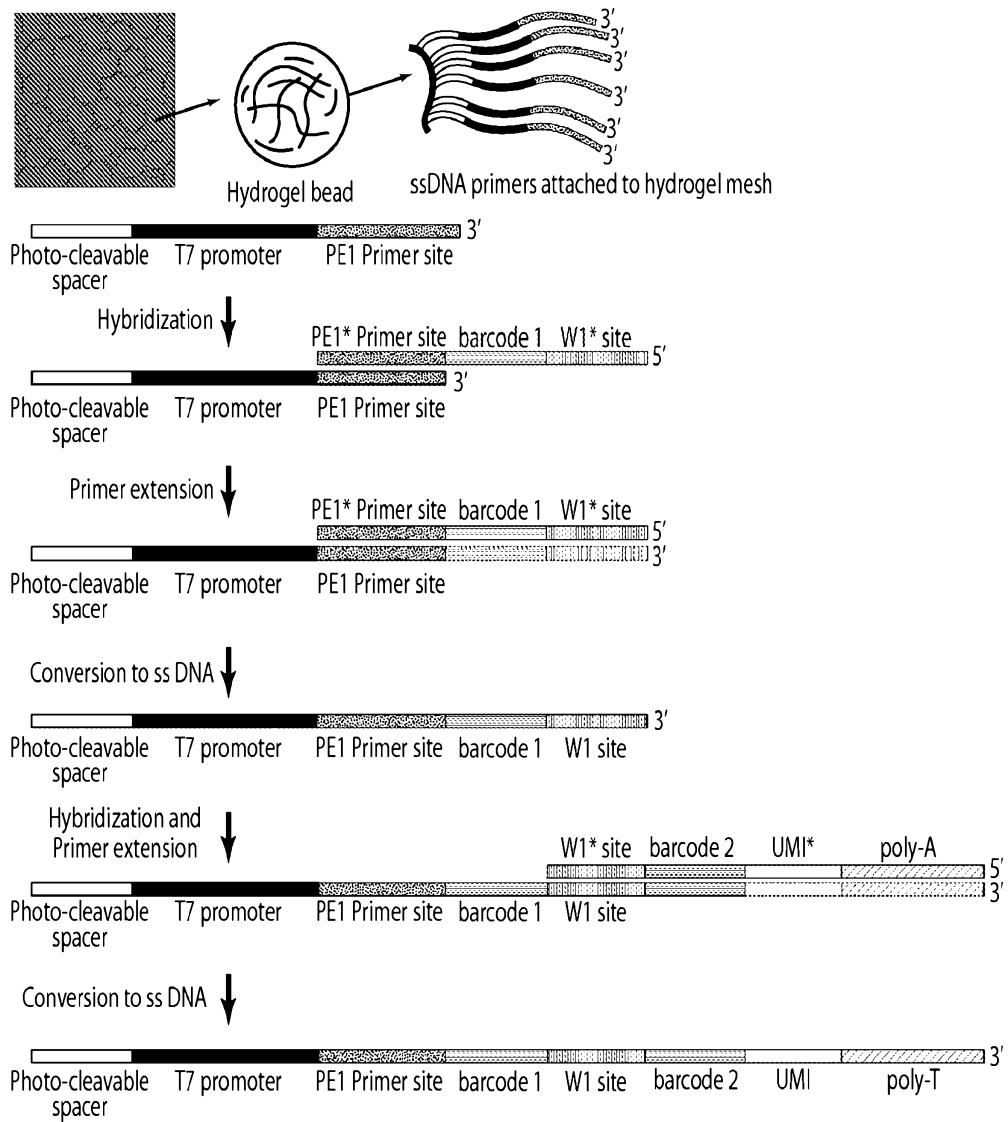 3′
3′
3′
3′
3′
3′
Hydrogel bead
ssDNA primers attached to hydrogel mesh
3′
Photo-cleavable T7 promoter PE1 Primer site
spacer
Hybridization
PE1* Primer site barcode 1 W1* site
5′
3′
Photo-cleavable T7 promoter PE1 Primer site
spacer
Primer extension
PE1* Primer site barcode 1 W1* site
5′
3′
Photo-cleavable T7 promoter PE1 Primer site
spacer
Conversion to ss DNA
3′
Photo-cleavable T7 promoter PE1 Primer site barcode 1 W1 site
spacer
Hybridization and
Primer extension
W1* site barcode 2 UMI* poly-A
5′
3′
Photo-cleavable T7 promoter PE1 Primer site barcode 1 W1 site
spacer
Conversion to ss DNA
3′
Photo-cleavable T7 promoter PE1 Primer site barcode 1 W1 site barcode 2 UMI poly-T
spacer